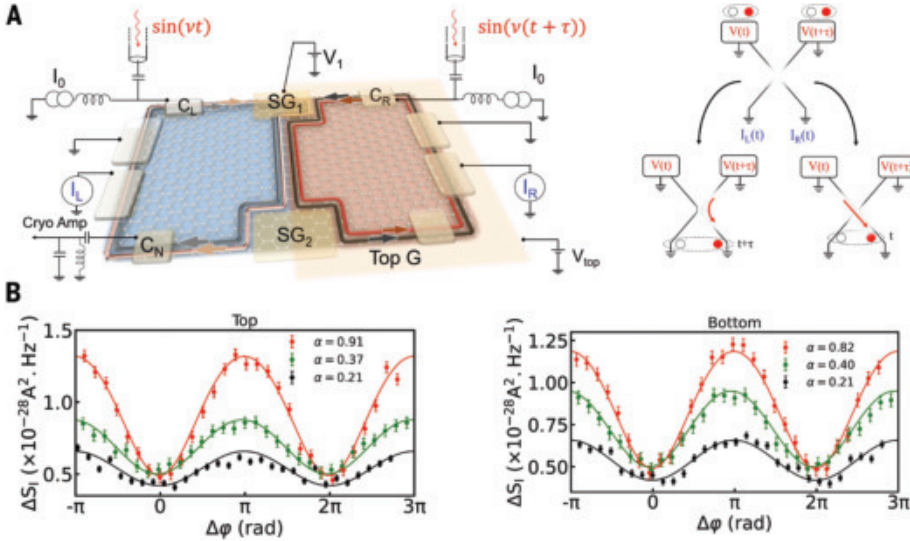 A
sin(νt)
sin(ν(t + τ))
V1
I0
I0
CL
SG1
CR
IL
IR
Cryo Amp
CN
SG2
Top G
Vtop
V(t)
V(t+τ)
IL(t)
IR(t)
V(t)
V(t+τ)
V(t)
V(t+τ)
t+τ
t
B
Top
α = 0.91
α = 0.37
α = 0.21
1.5
1.0
0.5
ΔSI (×10⁻²⁸A². Hz⁻¹)
-π 0 π 2π 3π
Δφ (rad)
Bottom
α = 0.82
α = 0.40
α = 0.21
1.25
1.00
0.75
0.50
ΔSI (×10⁻²⁸A². Hz⁻¹)
-π 0 π 2π 3π
Δφ (rad)